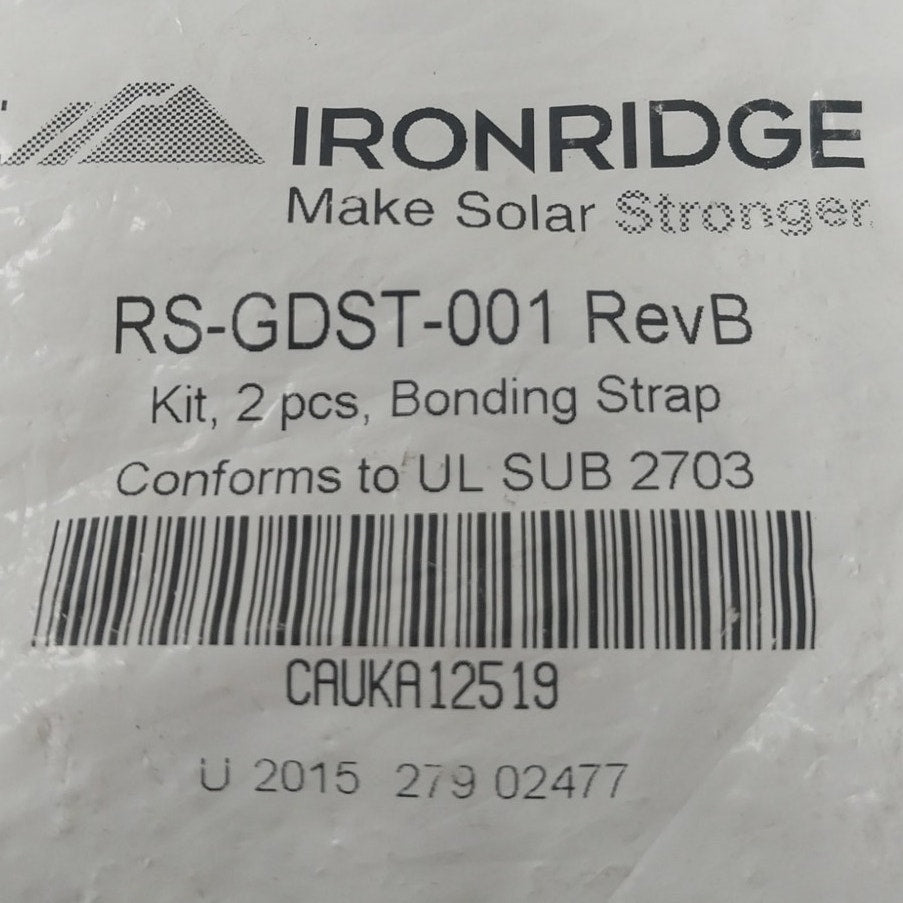 IRONRIDGE
Make Solar Stronger
RS-GDST-001 RevB
Kit, 2 pcs, Bonding Strap
Conforms to UL SUB 2703
CAUKA12519
U 2015 279 02477